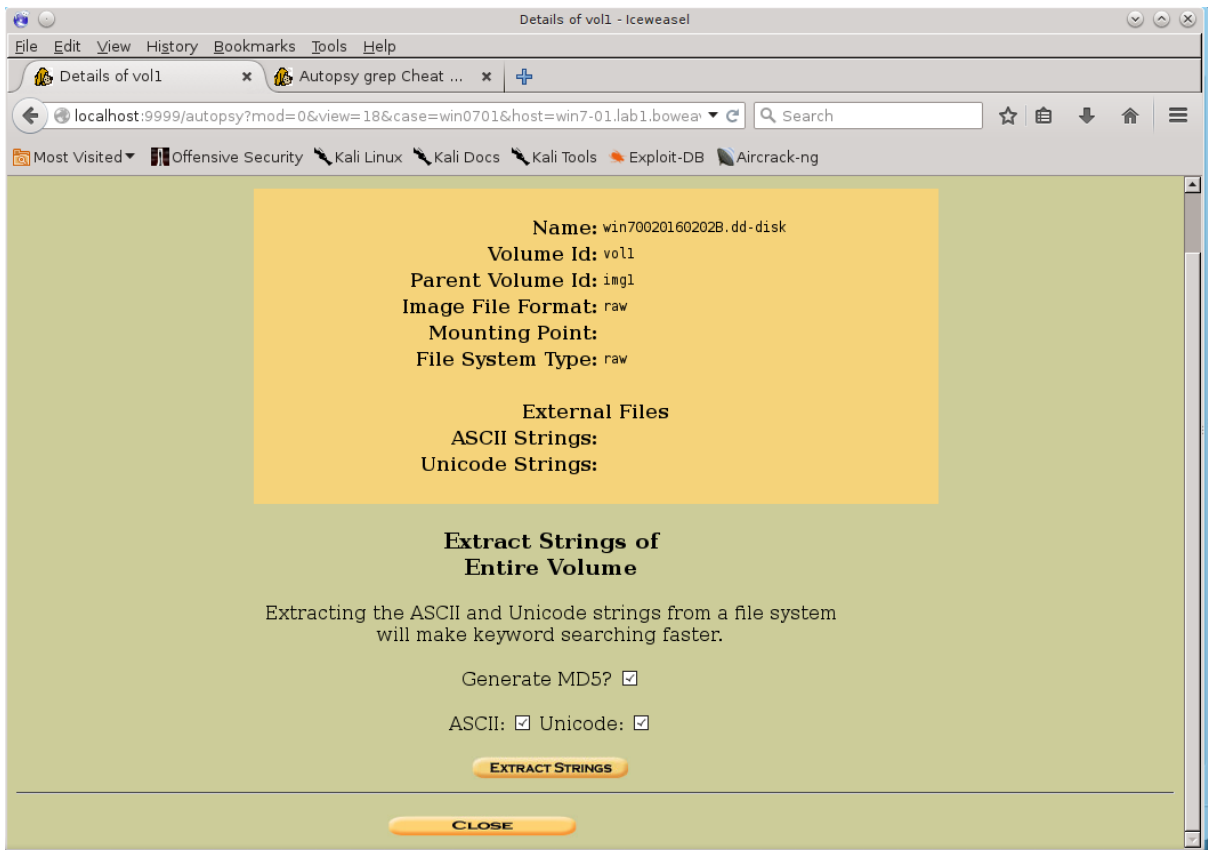 Details of vol1 - Iceweasel
File Edit View History Bookmarks Tools Help
Details of vol1
Autopsy grep Cheat ...
localhost:9999/autopsy?mod=0&view=18&case=win0701&host=win7-01.lab1.bowea
Search
Most Visited Offensive Security Kali Linux Kali Docs Kali Tools Exploit-DB Aircrack-ng
Name: win70020160202B.dd-disk
Volume Id: vol1
Parent Volume Id: img1
Image File Format: raw
Mounting Point:
File System Type: raw
External Files
ASCII Strings:
Unicode Strings:
Extract Strings of
Entire Volume
Extracting the ASCII and Unicode strings from a file system
will make keyword searching faster.
Generate MD5?
ASCII: Unicode:
EXTRACT STRINGS
CLOSE